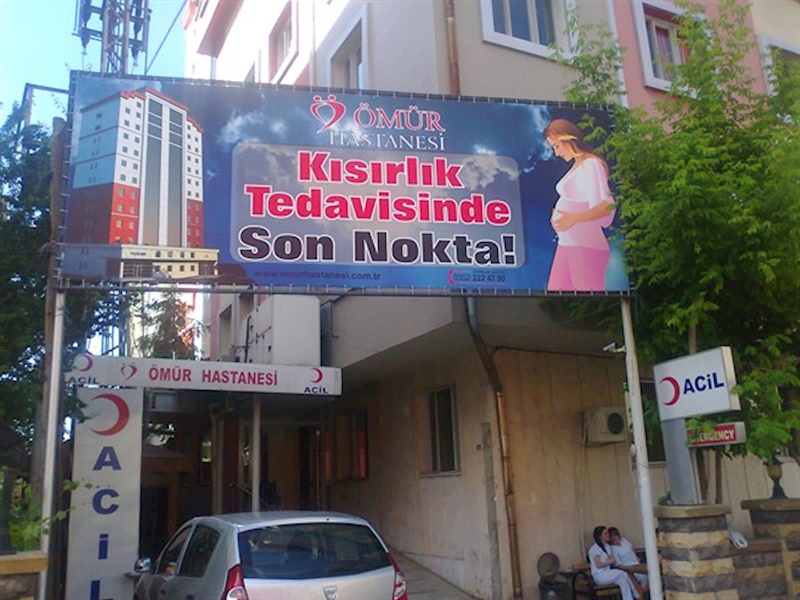 ÖMÜR
HASTANESİ
Kısırlık
Tedavisinde
Son Nokta!
www.omurhastanesi.com.tr
0352 222 47 90
ACİL
ÖMÜR HASTANESİ
ACİL
ACİL
ACİL
EMERGENCY